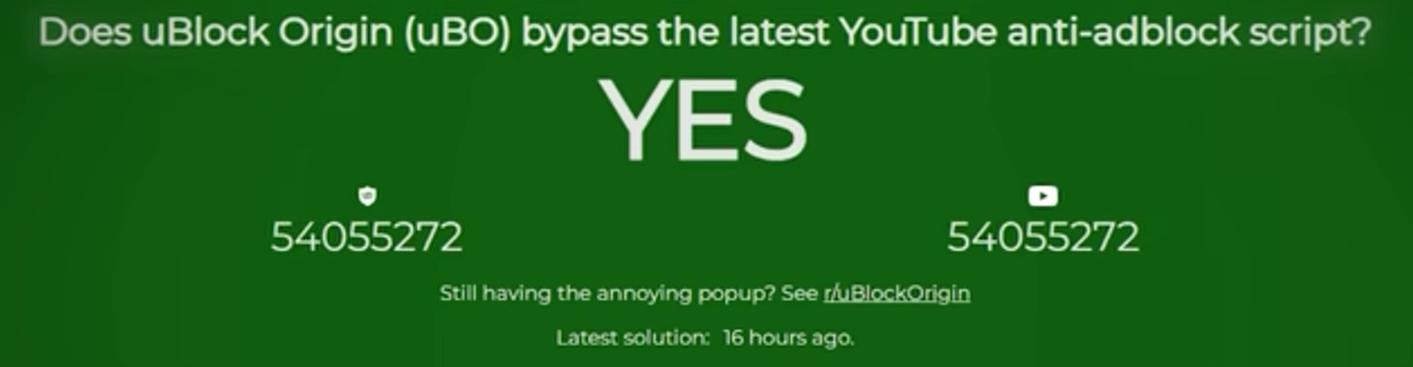 Does uBlock Origin (uBO) bypass the latest YouTube anti-adblock script?
YES
54055272 54055272
Still having the annoying popup? See r/uBlockOrigin
Latest solution: 16 hours ago.